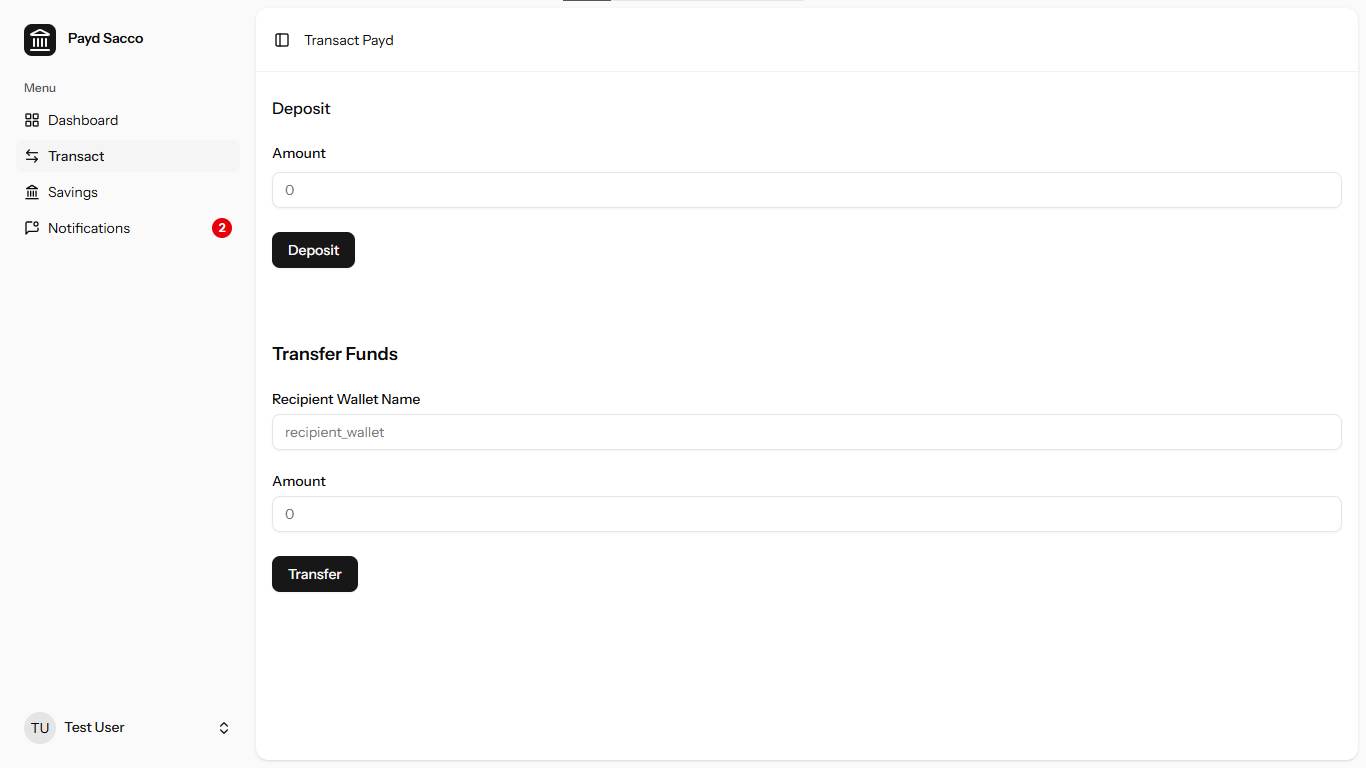 Payd Sacco
Menu
Dashboard
Transact
Savings
Notifications 2
TU Test User
Transact Payd
Deposit
Amount
0
Deposit
Transfer Funds
Recipient Wallet Name
recipient_wallet
Amount
0
Transfer